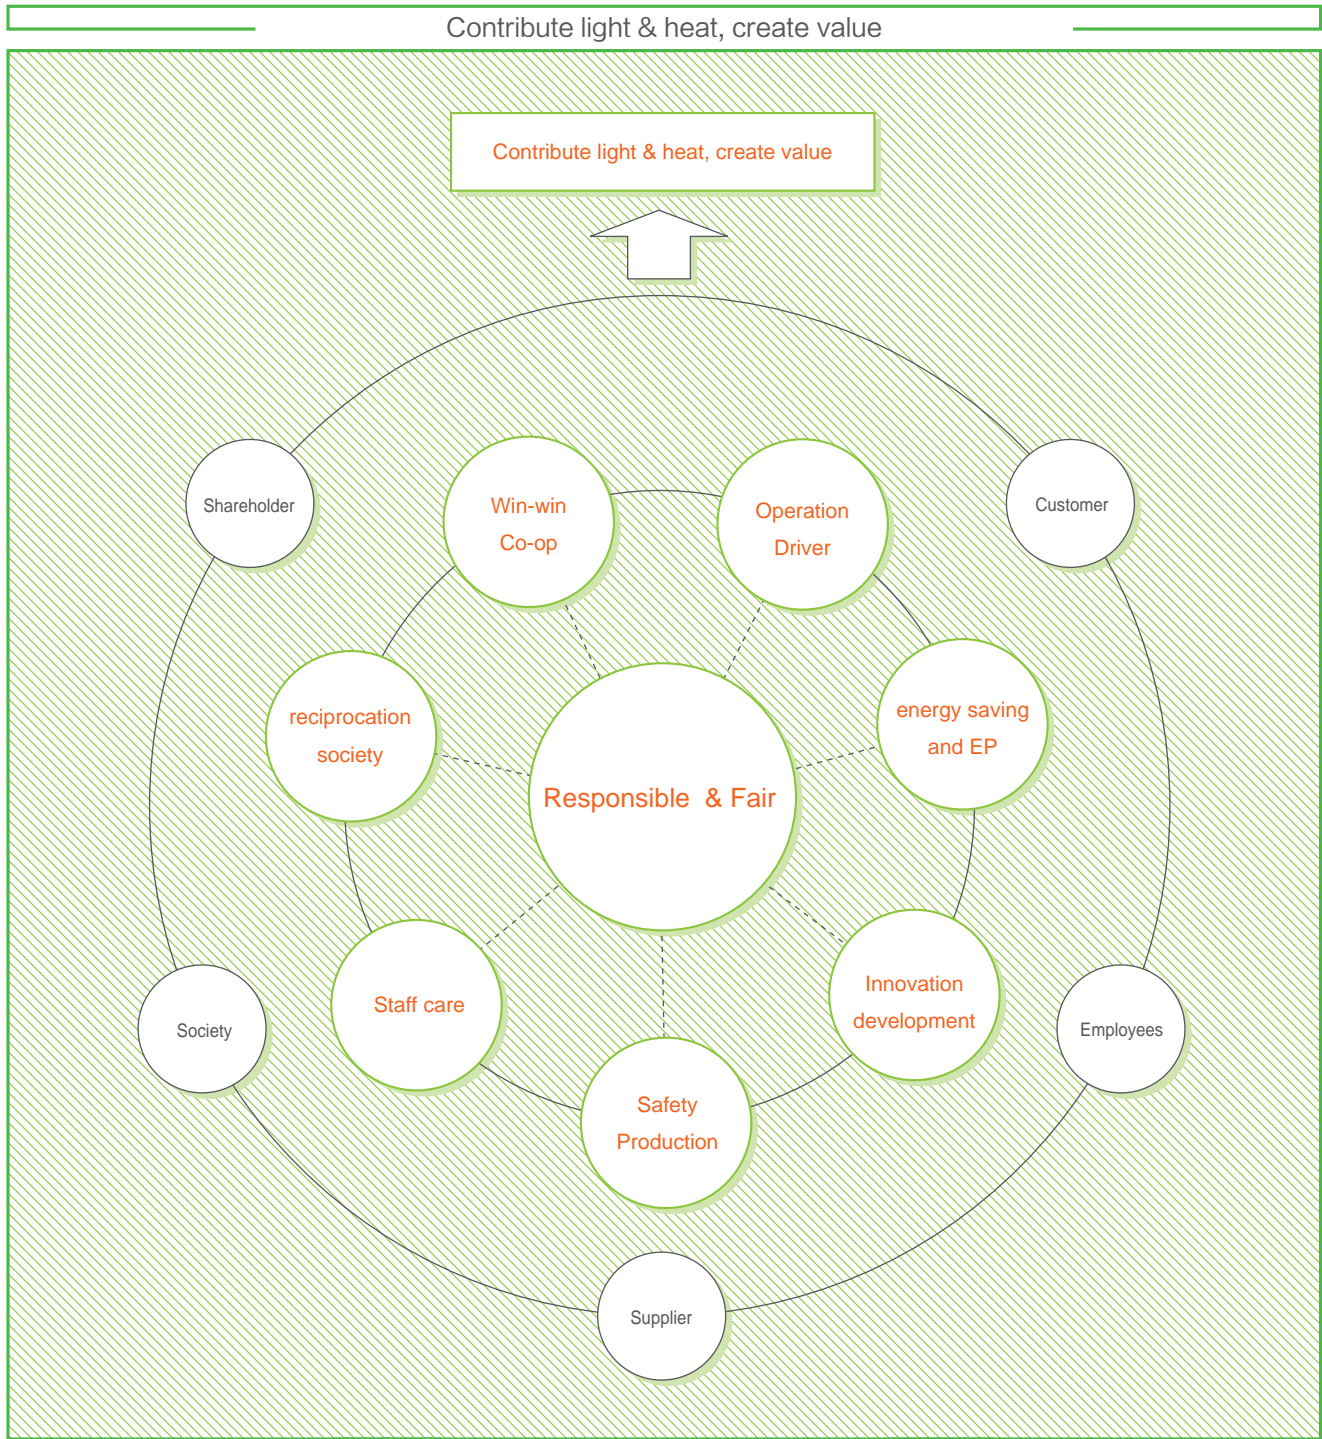 Contribute light & heat, create value
Contribute light & heat, create value
Shareholder
Customer
Win-win
Co-op
Operation
Driver
reciprocation
society
energy saving
and EP
Responsible & Fair
Staff care
Innovation
development
Society
Employees
Safety
Production
Supplier